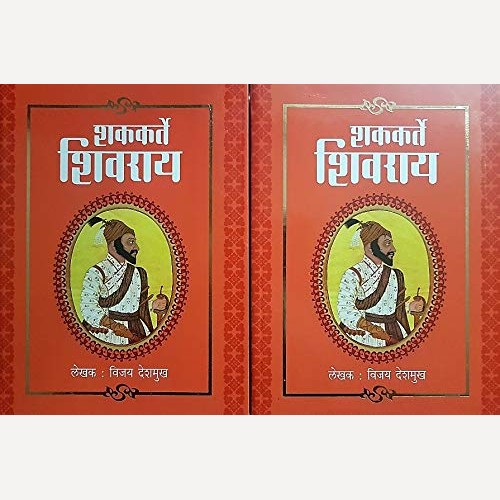 शककर्ते
शिवराय
लेखक : विजय देशमुख
शककर्ते
शिवराय
लेखक : विजय देशमुख